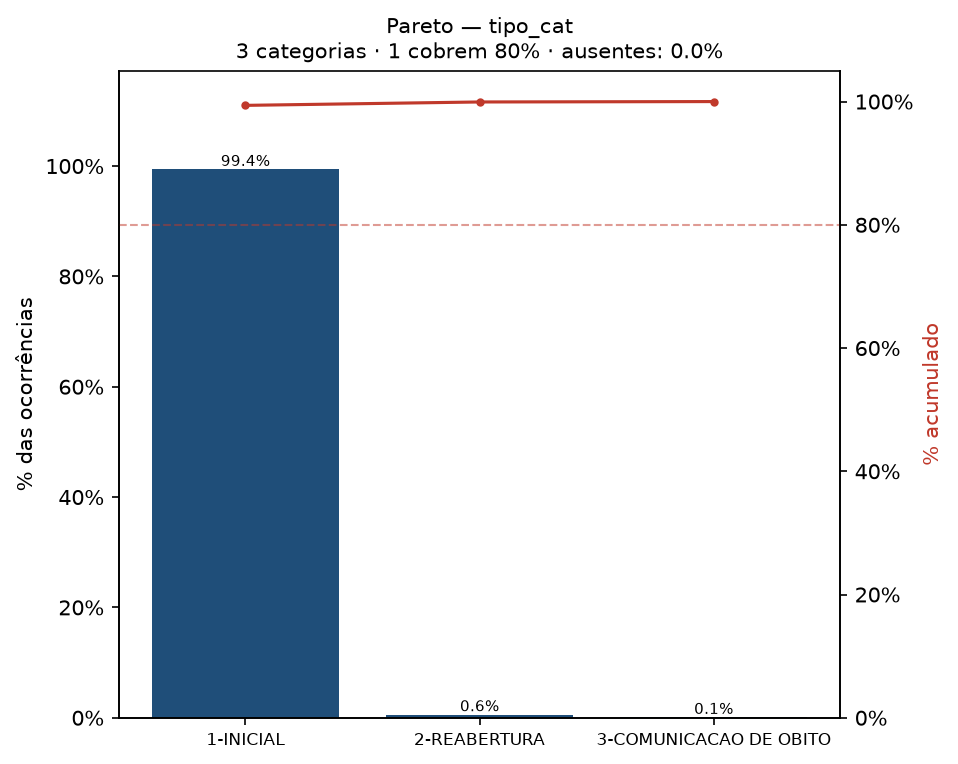 Pareto — tipo_cat
3 categorias · 1 cobrem 80% · ausentes: 0.0%
% das ocorrências
100%
80%
60%
40%
20%
0%
99.4%
0.6%
0.1%
1-INICIAL
2-REABERTURA
3-COMUNICACAO DE OBITO
100%
80%
60%
40%
20%
0%
% acumulado